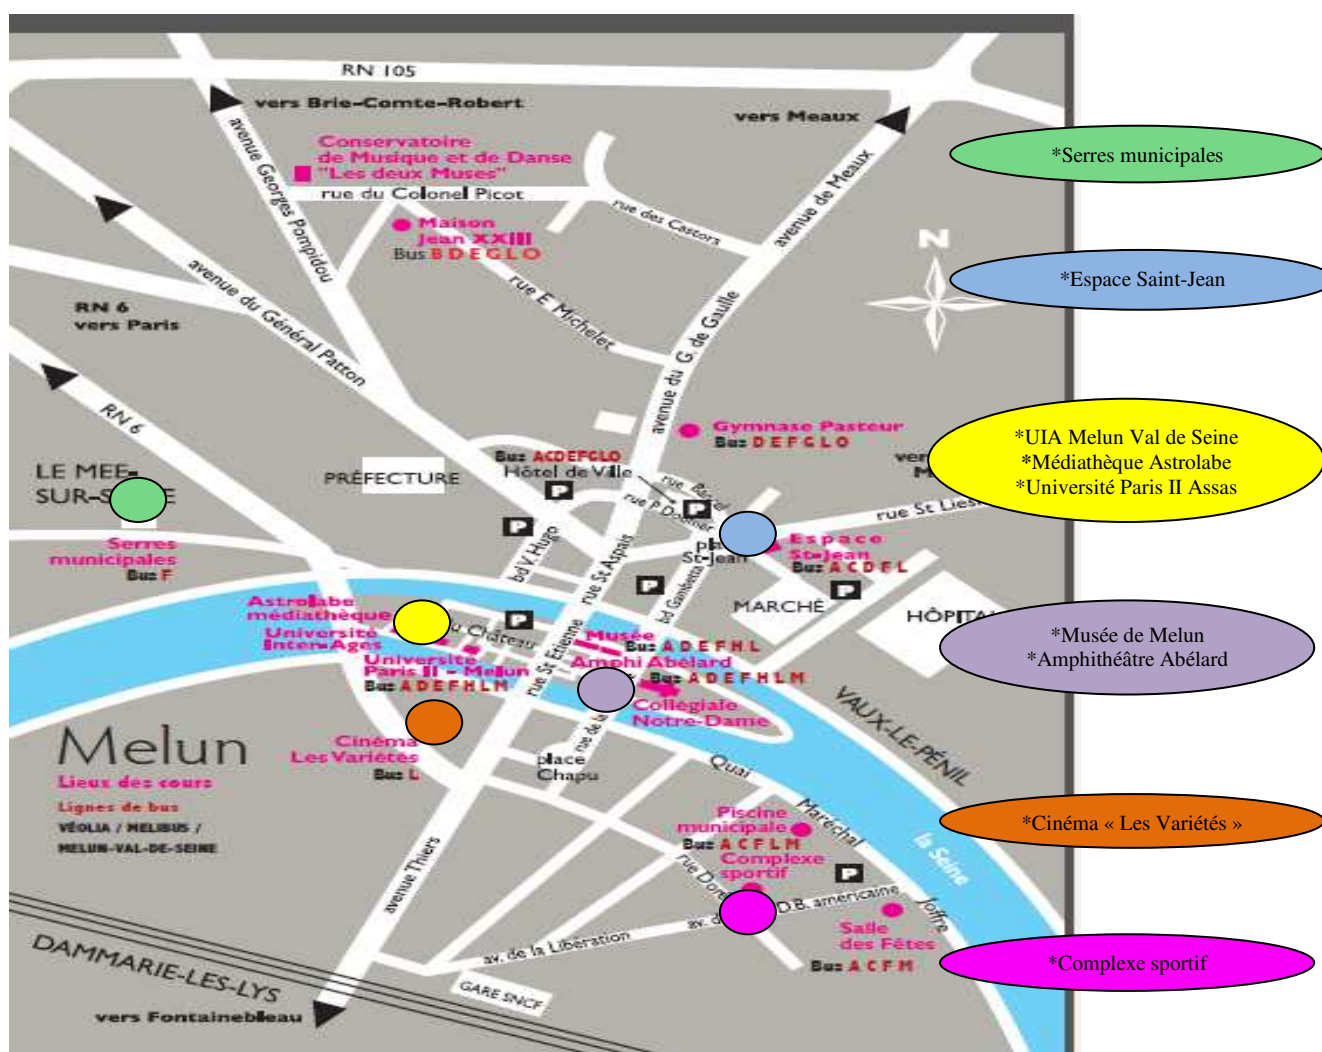 RN 105
vers Brie-Comte-Robert
vers Meaux
Conservatoire
de Musique et de Danse
"Les deux Muses"
rue du Colonel Picot
avenue Georges Pompidou
rue des Castors
avenue de Meaux
Maison
Jean XXIII
Bus B D E G L O
N
avenue du Général Patton
RN 6
vers Paris
rue E Michelet
avenue du G. de Gaulle
RN 6
Gymnase Pasteur
Bus D E F G L O
LE MEE-
SUR-S E
PRÉFECTURE
Bus ACDEFGLO
Hôtel de Ville
P
P
P
rue St Liesne
Serres
municipales
Bus F
bd V. Hugo
rue St Aspais
St-Jean
Espace
St-Jean
Bus A C D F L
P
bd Gambetta
MARCHÉ
P
HÔPITAL
Astrolabe
médiathèque
Université
Inter-Ages
P
u Château
Université
Paris II - Melun
Bus A D E F H L M
rue St Etienne
Musée
Bus A D E F H L
Amphi Abélard
Bus A D E F H L M
Collégiale
Notre-Dame
rue de la
VAUX-LE-PÉNIL
Melun
Lieux des cours
Lignes de bus
VÉOLIA / MELIBUS /
MELUN-VAL-DE-SEINE
Cinéma
Les Variétés
Bus L
place
Chapu
Quai
Maréchal
Joffre
la Seine
Piscine
municipale
Bus A C F L M
Complexe
sportif
rue Doré
P
av. d D.B. américaine
avenue Thiers
av. de la Libération
Salle
des Fêtes
Bus A C F M
GARE SNCF
DAMMARIE-LES-LYS
vers Fontainebleau
*Serres municipales
*Espace Saint-Jean
*UIA Melun Val de Seine
*Médiathèque Astrolabe
*Université Paris II Assas
*Musée de Melun
*Amphithéâtre Abélard
*Cinéma « Les Variétés »
*Complexe sportif